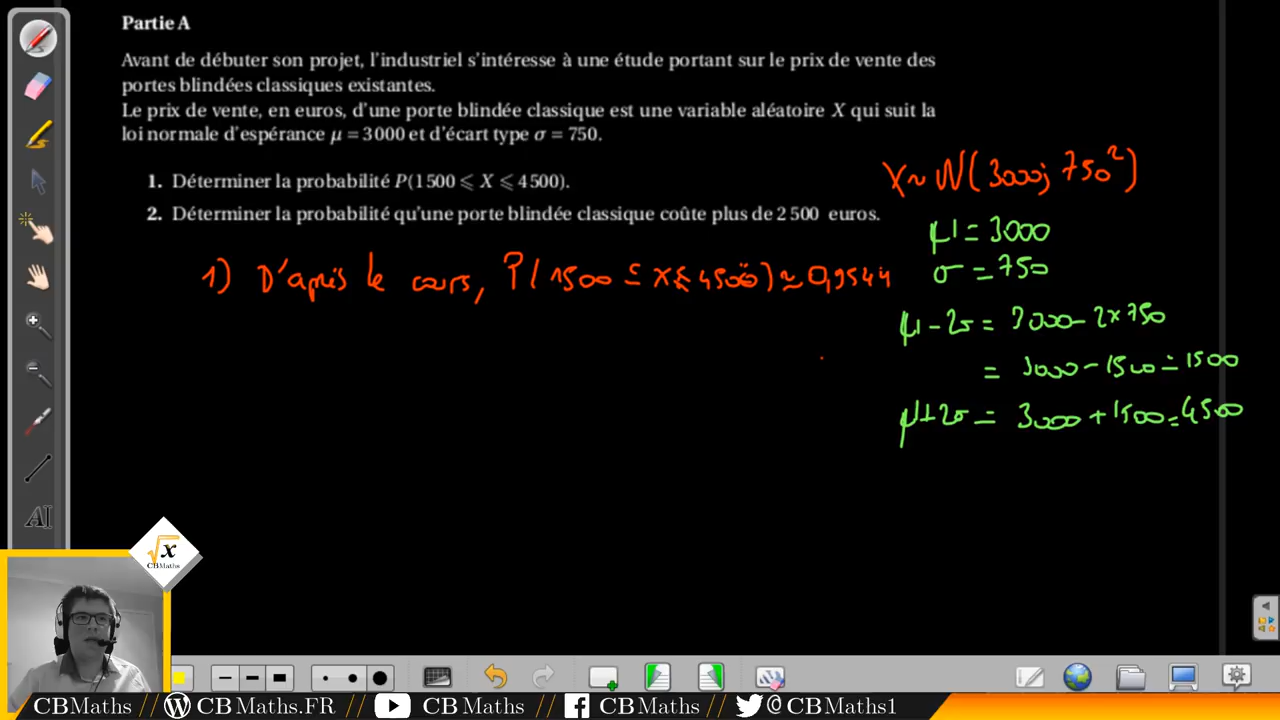 Partie A
Avant de débuter son projet, l'industriel s'intéresse à une étude portant sur le prix de vente des
portes blindées classiques existantes.
Le prix de vente, en euros, d'une porte blindée classique est une variable aléatoire X qui suit la
loi normale d'espérance μ = 3000 et d'écart type σ = 750.
1. Déterminer la probabilité P(1500 ⩽ X ⩽ 4500).
2. Déterminer la probabilité qu'une porte blindée classique coûte plus de 2500 euros.
X ~ N(3000; 750²)
μ = 3000
σ = 750
1) D'après le cours, P(1500 ≤ X ≤ 4500) ≈ 0,9544
μ - 2σ = 3000 - 2×750
= 3000 - 1500 = 1500
μ + 2σ = 3000 + 1500 = 4500
AI
√x
CBMaths
CBMaths CBMaths.FR CBMaths CBMaths @CBMaths1